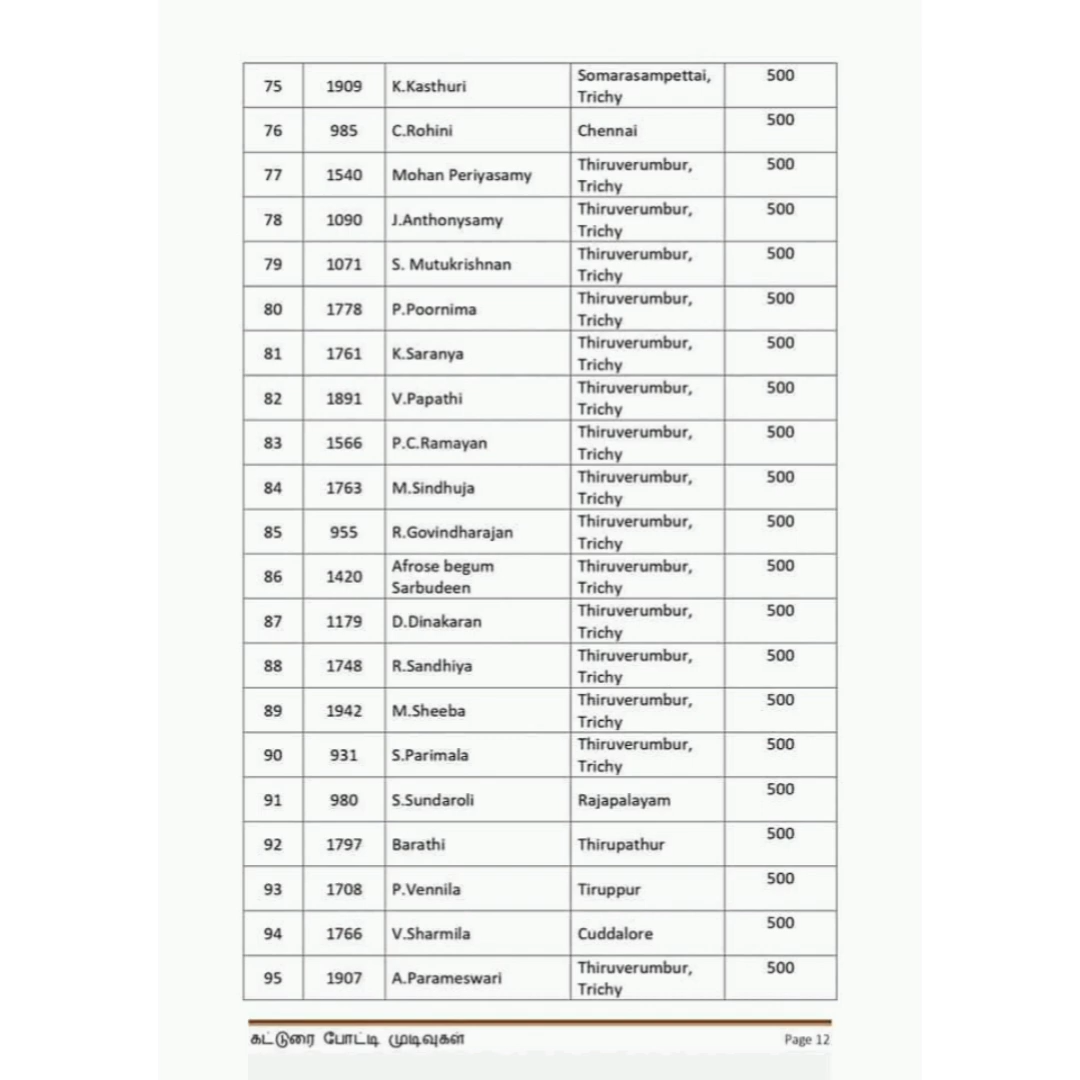 75 1909 K.Kasthuri Somarasampettai, 500
Trichy
76 985 C.Rohini Chennai 500
77 1540 Mohan Periyasamy Thiruverumbur, 500
Trichy
78 1090 J.Anthonysamy Thiruverumbur, 500
Trichy
79 1071 S. Mutukrishnan Thiruverumbur, 500
Trichy
80 1778 P.Poornima Thiruverumbur, 500
Trichy
81 1761 K.Saranya Thiruverumbur, 500
Trichy
82 1891 V.Papathi Thiruverumbur, 500
Trichy
83 1566 P.C.Ramayan Thiruverumbur, 500
Trichy
84 1763 M.Sindhuja Thiruverumbur, 500
Trichy
85 955 R.Govindharajan Thiruverumbur, 500
Trichy
86 1420 Afrose begum Thiruverumbur, 500
Sarbudeen Trichy
87 1179 D.Dinakaran Thiruverumbur, 500
Trichy
88 1748 R.Sandhiya Thiruverumbur, 500
Trichy
89 1942 M.Sheeba Thiruverumbur, 500
Trichy
90 931 S.Parimala Thiruverumbur, 500
Trichy
91 980 S.Sundaroli Rajapalayam 500
92 1797 Barathi Thirupathur 500
93 1708 P.Vennila Tiruppur 500
94 1766 V.Sharmila Cuddalore 500
95 1907 A.Parameswari Thiruverumbur, 500
Trichy
கட்டுரை போட்டி முடிவுகள் Page 12